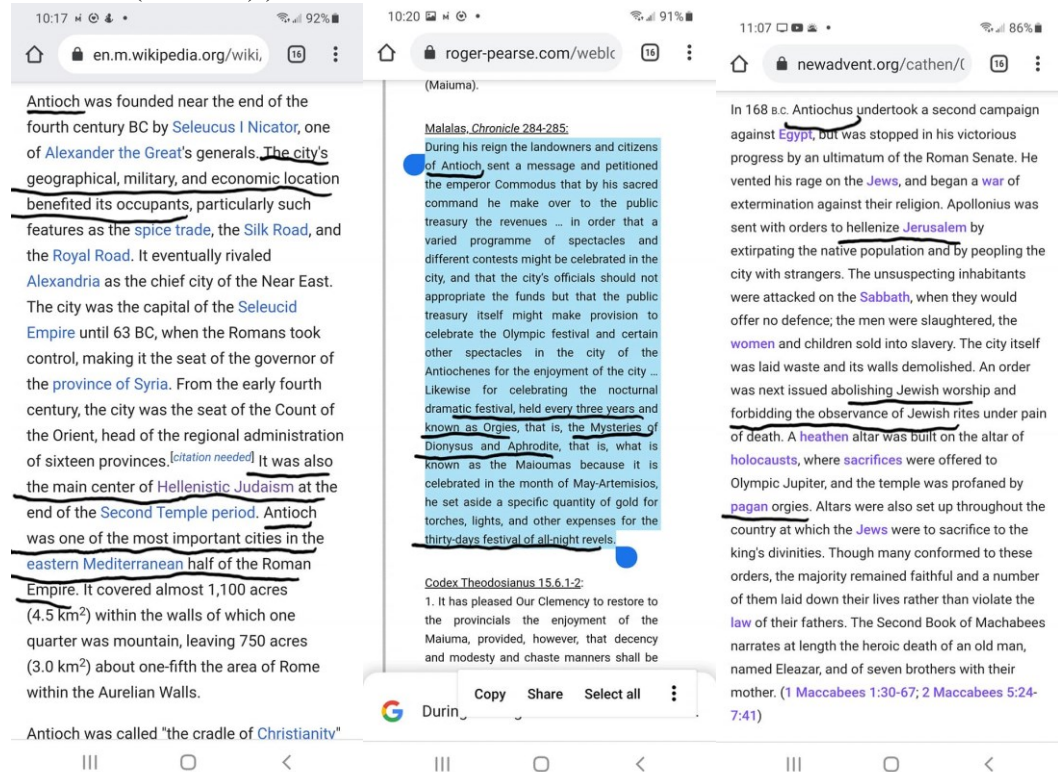 10:17
92%
en.m.wikipedia.org/wiki,
16
Antioch was founded near the end of the
fourth century BC by Seleucus I Nicator, one
of Alexander the Great's generals. The city's
geographical, military, and economic location
benefited its occupants, particularly such
features as the spice trade, the Silk Road, and
the Royal Road. It eventually rivaled
Alexandria as the chief city of the Near East.
The city was the capital of the Seleucid
Empire until 63 BC, when the Romans took
control, making it the seat of the governor of
the province of Syria. From the early fourth
century, the city was the seat of the Count of
the Orient, head of the regional administration
of sixteen provinces.[citation needed] It was also
the main center of Hellenistic Judaism at the
end of the Second Temple period. Antioch
was one of the most important cities in the
eastern Mediterranean half of the Roman
Empire. It covered almost 1,100 acres
(4.5 km2) within the walls of which one
quarter was mountain, leaving 750 acres
(3.0 km2) about one-fifth the area of Rome
within the Aurelian Walls.
Antioch was called "the cradle of Christianity"
10:20
91%
roger-pearse.com/weblc
16
(Maiuma).
Malalas, Chronicle 284-285:
During his reign the landowners and citizens
of Antioch sent a message and petitioned
the emperor Commodus that by his sacred
command he make over to the public
treasury the revenues ... in order that a
varied programme of spectacles and
different contests might be celebrated in the
city, and that the city's officials should not
appropriate the funds but that the public
treasury itself might make provision to
celebrate the Olympic festival and certain
other spectacles in the city of the
Antiochenes for the enjoyment of the city ...
Likewise for celebrating the nocturnal
dramatic festival, held every three years and
known as Orgies, that is, the Mysteries of
Dionysus and Aphrodite, that is, what is
known as the Maioumas because it is
celebrated in the month of May-Artemisios,
he set aside a specific quantity of gold for
torches, lights, and other expenses for the
thirty-days festival of all-night revels.
Codex Theodosianus 15.6.1-2:
1. It has pleased Our Clemency to restore to
the provincials the enjoyment of the
Maiuma, provided, however, that decency
and modesty and chaste manners shall be
Copy Share Select all
11:07
86%
newadvent.org/cathen/0
16
In 168 B.C. Antiochus undertook a second campaign
against Egypt, but was stopped in his victorious
progress by an ultimatum of the Roman Senate. He
vented his rage on the Jews, and began a war of
extermination against their religion. Apollonius was
sent with orders to hellenize Jerusalem by
extirpating the native population and by peopling the
city with strangers. The unsuspecting inhabitants
were attacked on the Sabbath, when they would
offer no defence; the men were slaughtered, the
women and children sold into slavery. The city itself
was laid waste and its walls demolished. An order
was next issued abolishing Jewish worship and
forbidding the observance of Jewish rites under pain
of death. A heathen altar was built on the altar of
holocausts, where sacrifices were offered to
Olympic Jupiter, and the temple was profaned by
pagan orgies. Altars were also set up throughout the
country at which the Jews were to sacrifice to the
king's divinities. Though many conformed to these
orders, the majority remained faithful and a number
of them laid down their lives rather than violate the
law of their fathers. The Second Book of Machabees
narrates at length the heroic death of an old man,
named Eleazar, and of seven brothers with their
mother. (1 Maccabees 1:30-67; 2 Maccabees 5:24-
7:41)